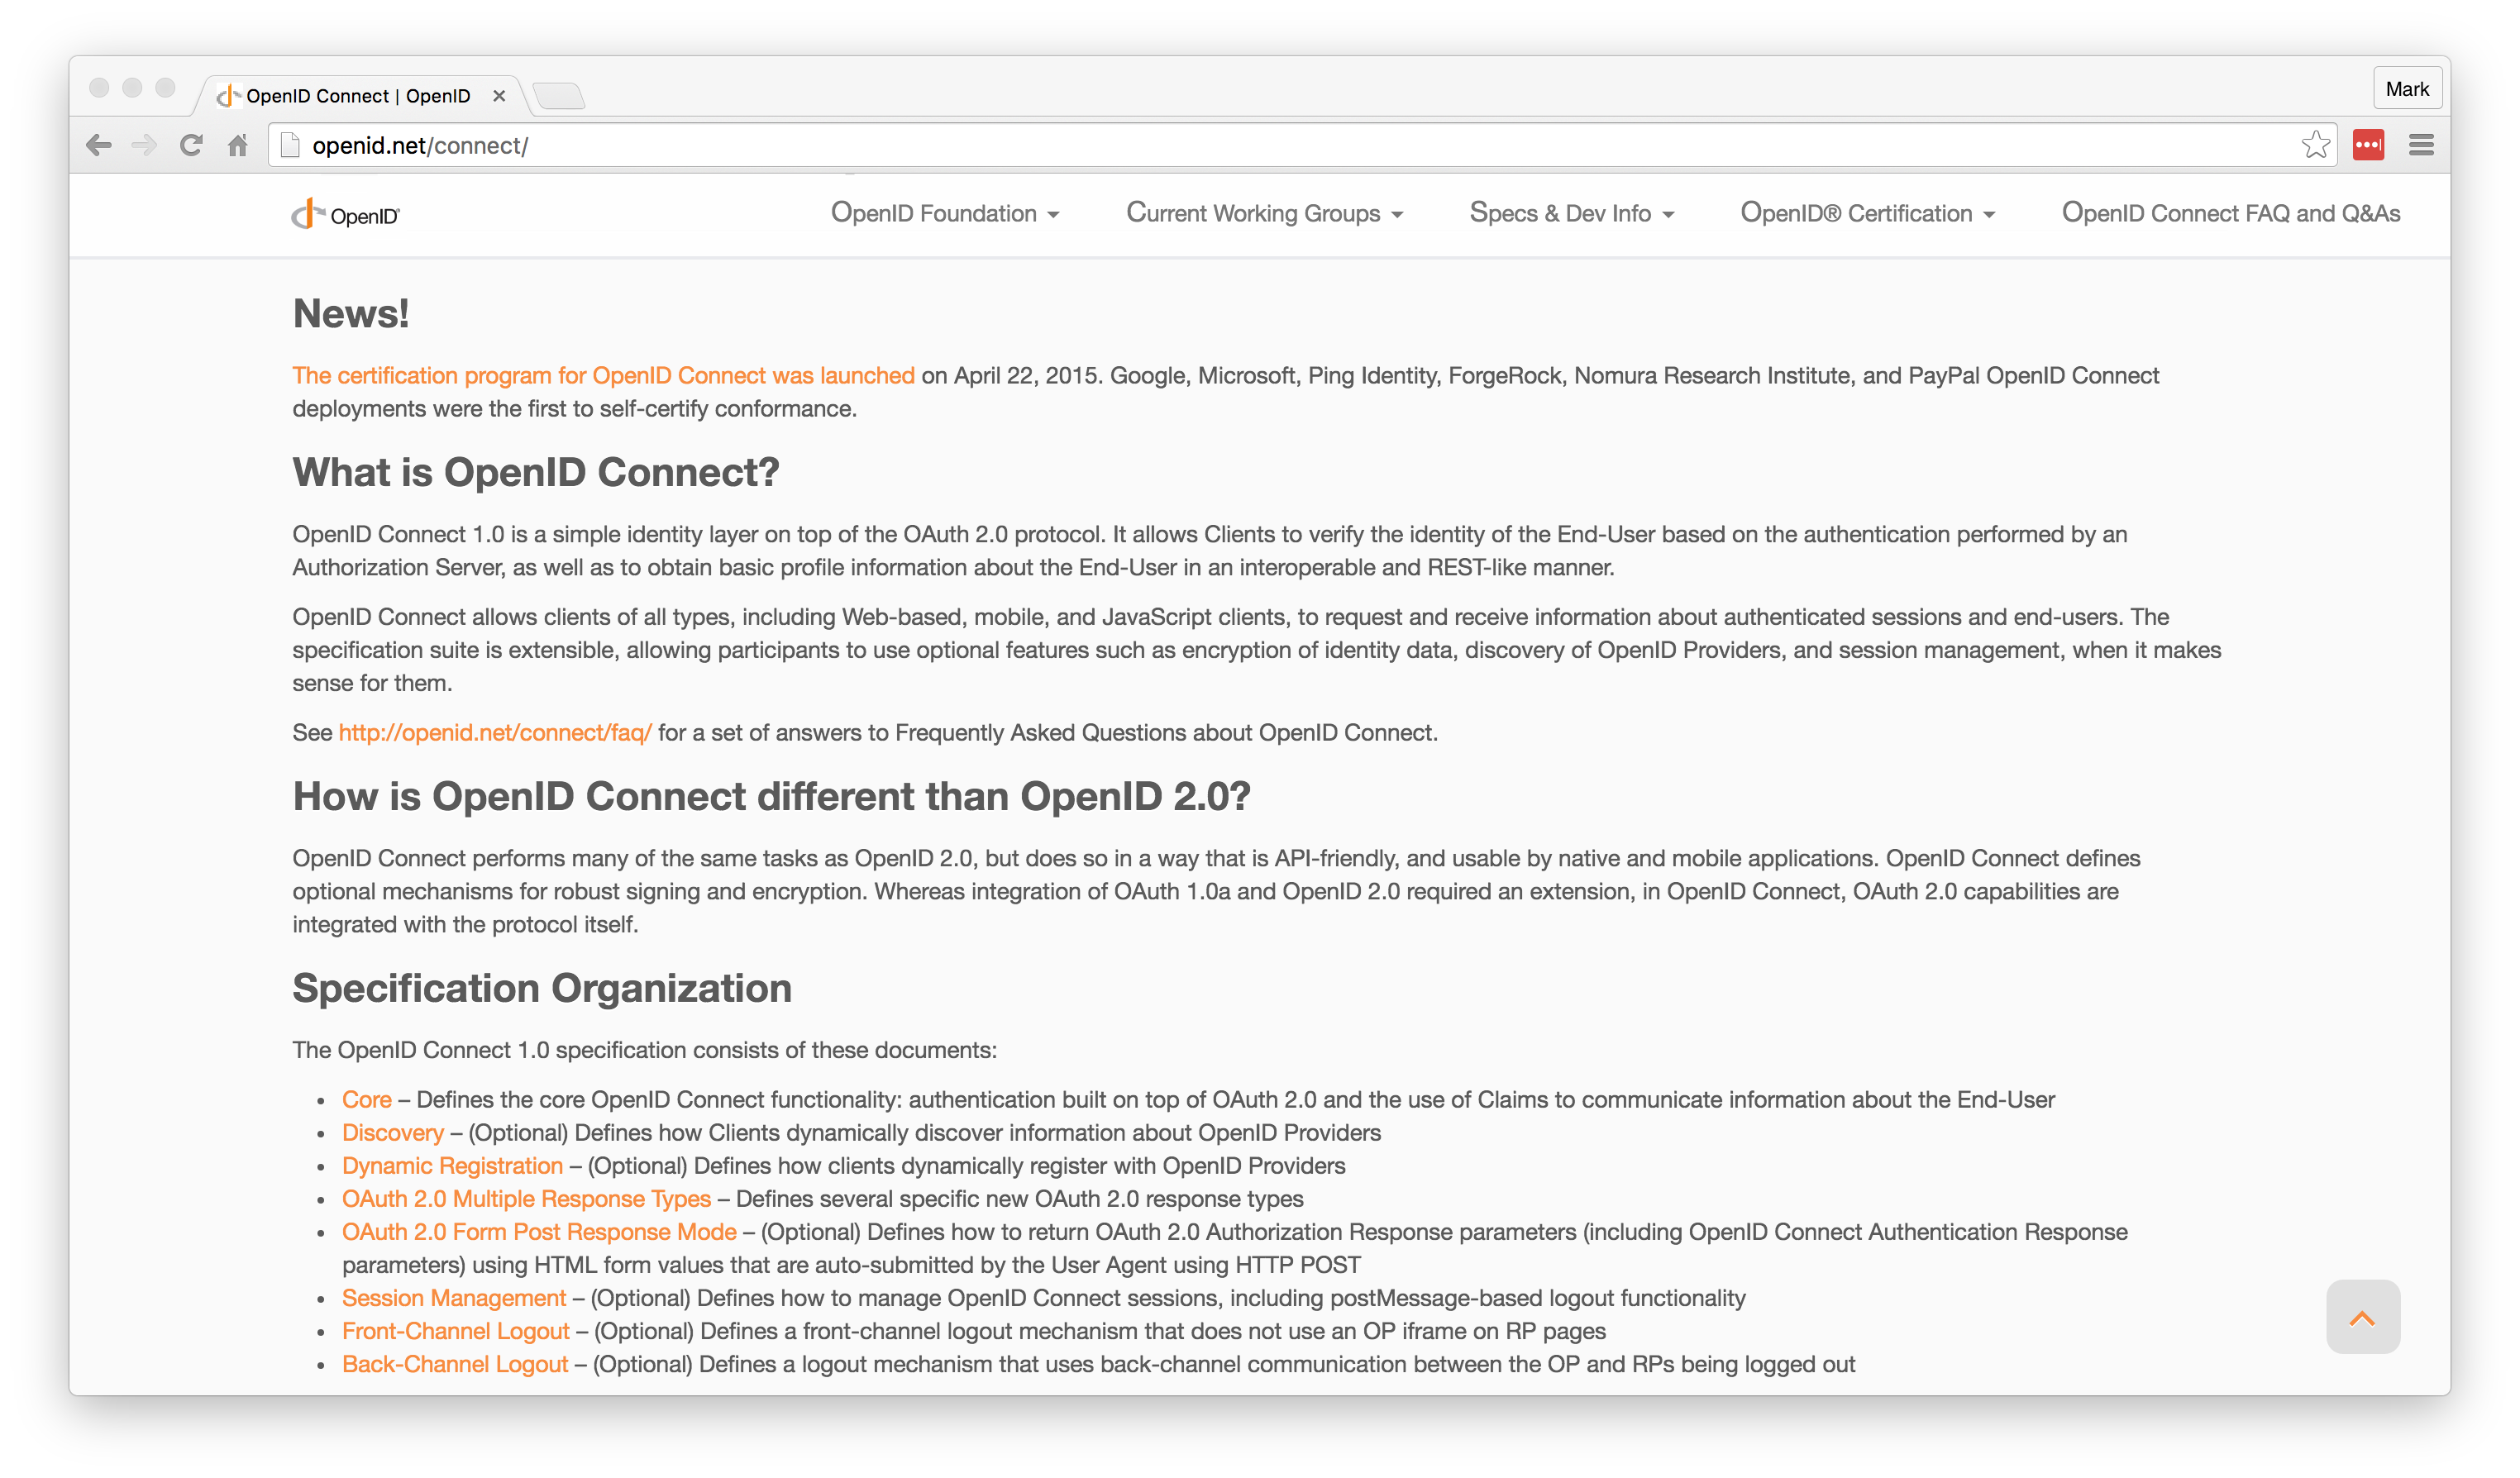 OpenID Connect | OpenID
Mark
openid.net/connect/
OpenID®
OpenID Foundation
Current Working Groups
Specs & Dev Info
OpenID® Certification
OpenID Connect FAQ and Q&As
News!
The certification program for OpenID Connect was launched on April 22, 2015. Google, Microsoft, Ping Identity, ForgeRock, Nomura Research Institute, and PayPal OpenID Connect
deployments were the first to self-certify conformance.
What is OpenID Connect?
OpenID Connect 1.0 is a simple identity layer on top of the OAuth 2.0 protocol. It allows Clients to verify the identity of the End-User based on the authentication performed by an
Authorization Server, as well as to obtain basic profile information about the End-User in an interoperable and REST-like manner.
OpenID Connect allows clients of all types, including Web-based, mobile, and JavaScript clients, to request and receive information about authenticated sessions and end-users. The
specification suite is extensible, allowing participants to use optional features such as encryption of identity data, discovery of OpenID Providers, and session management, when it makes
sense for them.
See http://openid.net/connect/faq/ for a set of answers to Frequently Asked Questions about OpenID Connect.
How is OpenID Connect different than OpenID 2.0?
OpenID Connect performs many of the same tasks as OpenID 2.0, but does so in a way that is API-friendly, and usable by native and mobile applications. OpenID Connect defines
optional mechanisms for robust signing and encryption. Whereas integration of OAuth 1.0a and OpenID 2.0 required an extension, in OpenID Connect, OAuth 2.0 capabilities are
integrated with the protocol itself.
Specification Organization
The OpenID Connect 1.0 specification consists of these documents:
• Core – Defines the core OpenID Connect functionality: authentication built on top of OAuth 2.0 and the use of Claims to communicate information about the End-User
• Discovery – (Optional) Defines how Clients dynamically discover information about OpenID Providers
• Dynamic Registration – (Optional) Defines how clients dynamically register with OpenID Providers
• OAuth 2.0 Multiple Response Types – Defines several specific new OAuth 2.0 response types
• OAuth 2.0 Form Post Response Mode – (Optional) Defines how to return OAuth 2.0 Authorization Response parameters (including OpenID Connect Authentication Response
parameters) using HTML form values that are auto-submitted by the User Agent using HTTP POST
• Session Management – (Optional) Defines how to manage OpenID Connect sessions, including postMessage-based logout functionality
• Front-Channel Logout – (Optional) Defines a front-channel logout mechanism that does not use an OP iframe on RP pages
• Back-Channel Logout – (Optional) Defines a logout mechanism that uses back-channel communication between the OP and RPs being logged out